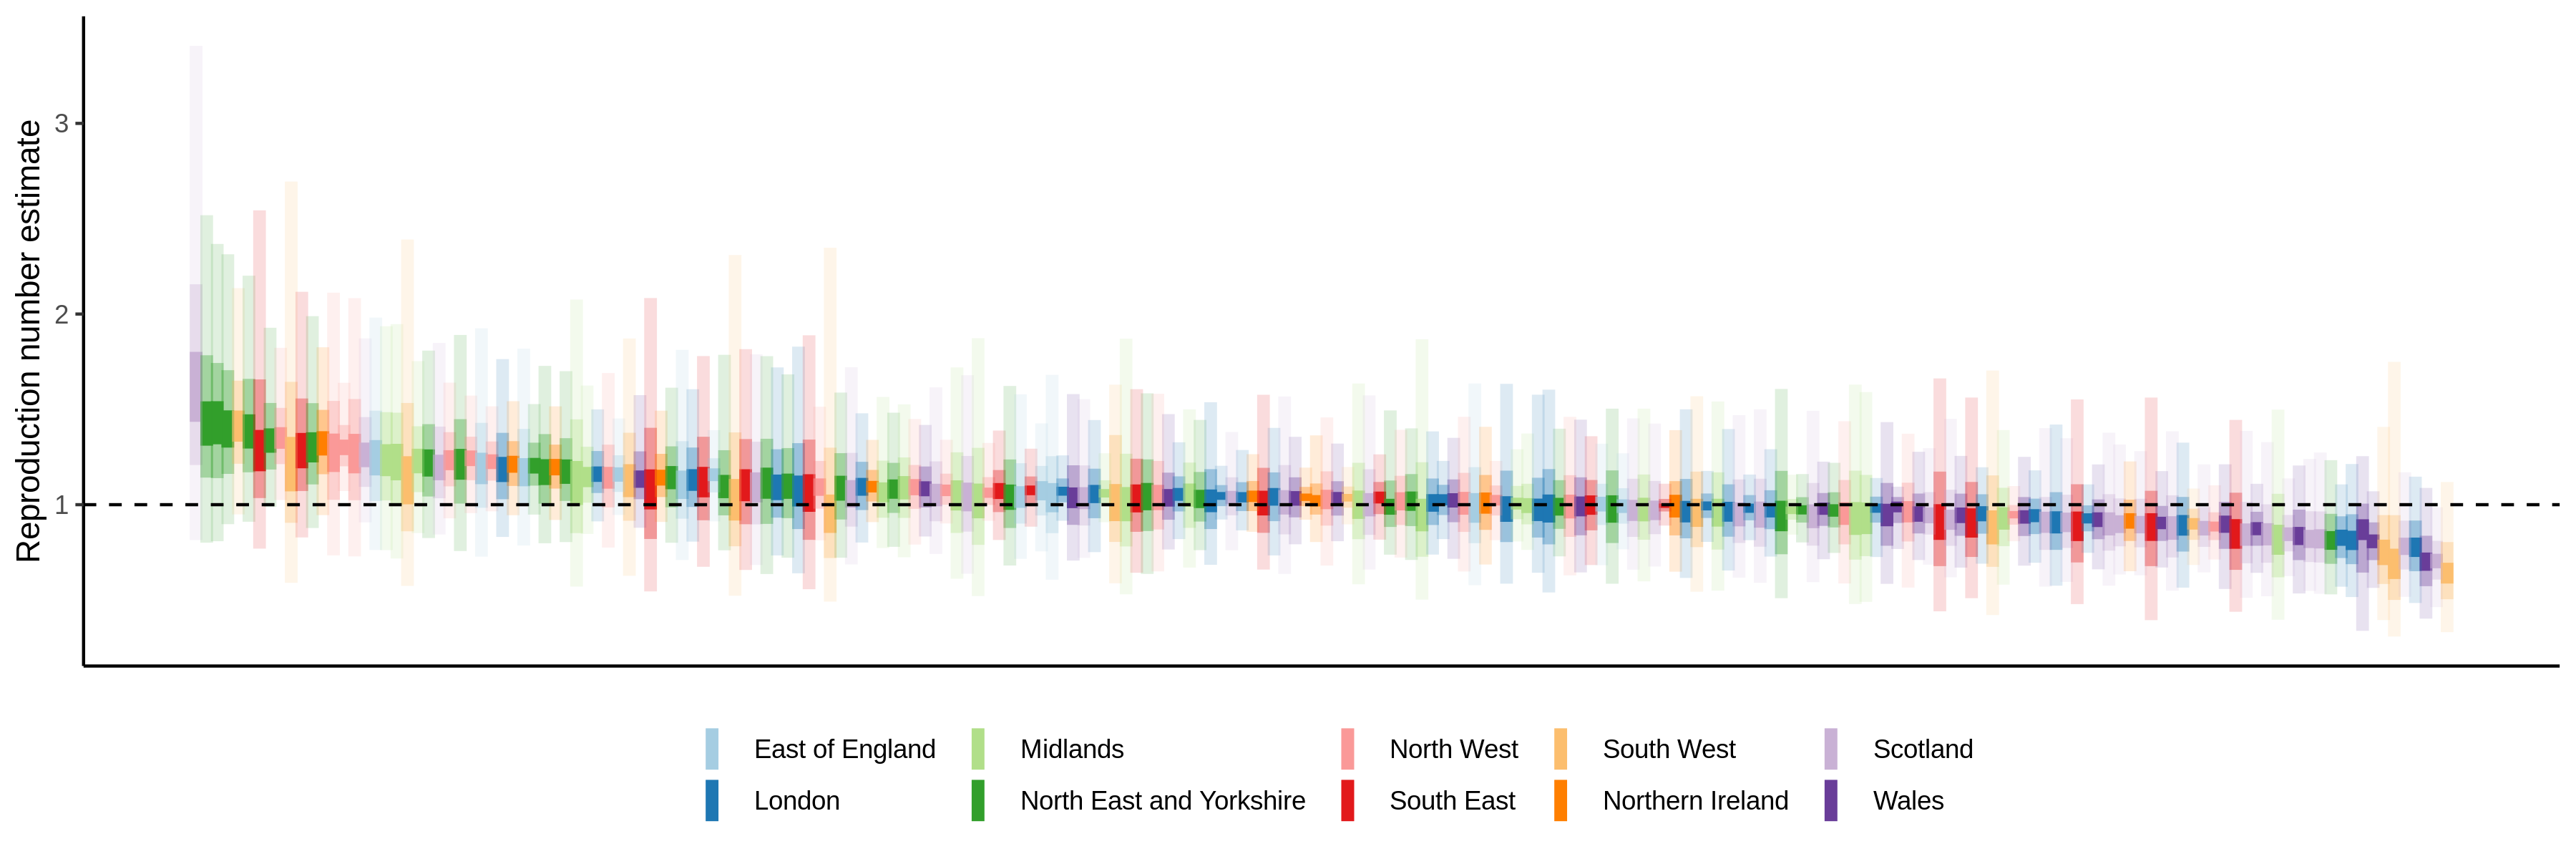 Reproduction number estimate
3
2
1
East of England
Midlands
North West
South West
Scotland
London
North East and Yorkshire
South East
Northern Ireland
Wales